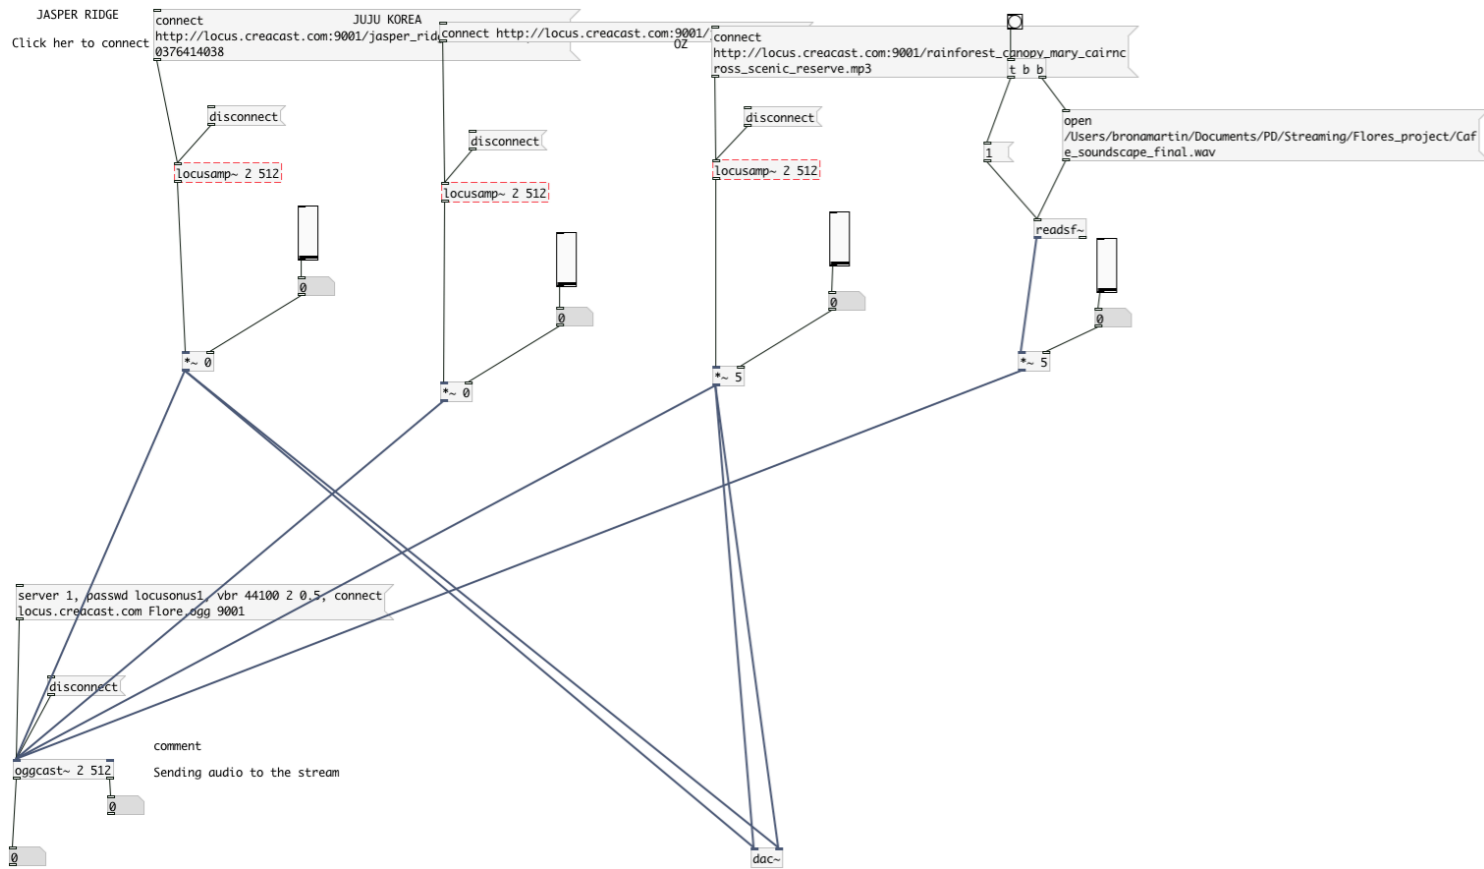 JASPER RIDGE
Click her to connect
connect
http://locus.creacast.com:9001/jasper_rid
0376414038
JUJU KOREA
connect http://locus.creacast.com:9001/
OZ
connect
http://locus.creacast.com:9001/rainforest_canopy_mary_cairnc
ross_scenic_reserve.mp3
t b b
open
/Users/bronamartin/Documents/PD/Streaming/Flores_project/Caf
e_soundscape_final.wav
1
disconnect
disconnect
disconnect
locusamp~ 2 512
locusamp~ 2 512
locusamp~ 2 512
readsf~
0
0
0
0
*~ 0
*~ 0
*~ 5
*~ 5
server 1, passwd locusonus1, vbr 44100 2 0.5, connect
locus.creacast.com Flore.ogg 9001
disconnect
comment
oggcast~ 2 512
Sending audio to the stream
0
0
dac~